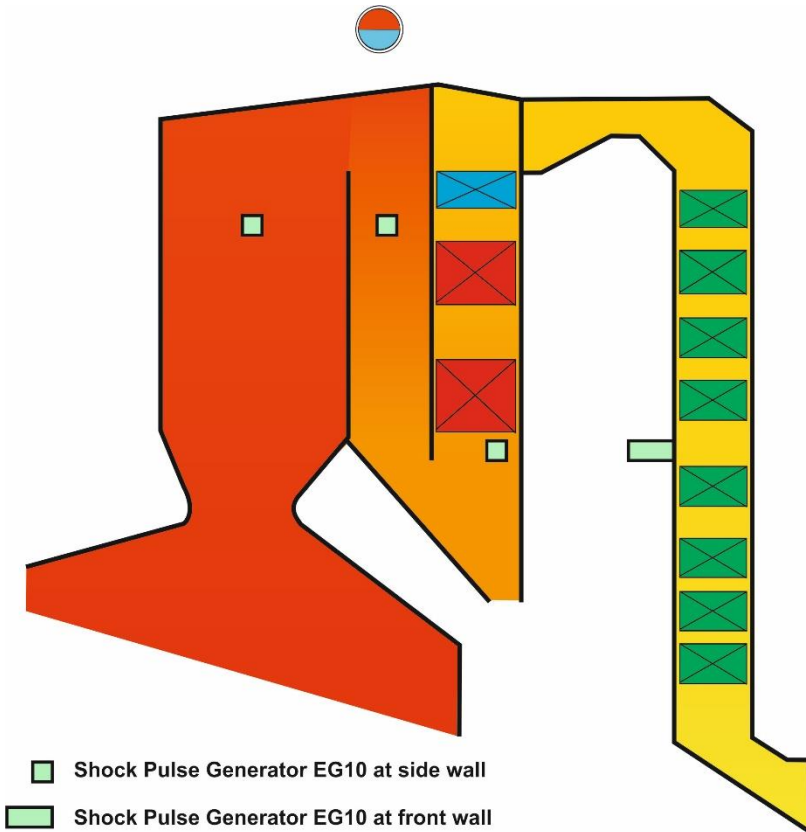 Shock Pulse Generator EG10 at side wall
Shock Pulse Generator EG10 at front wall